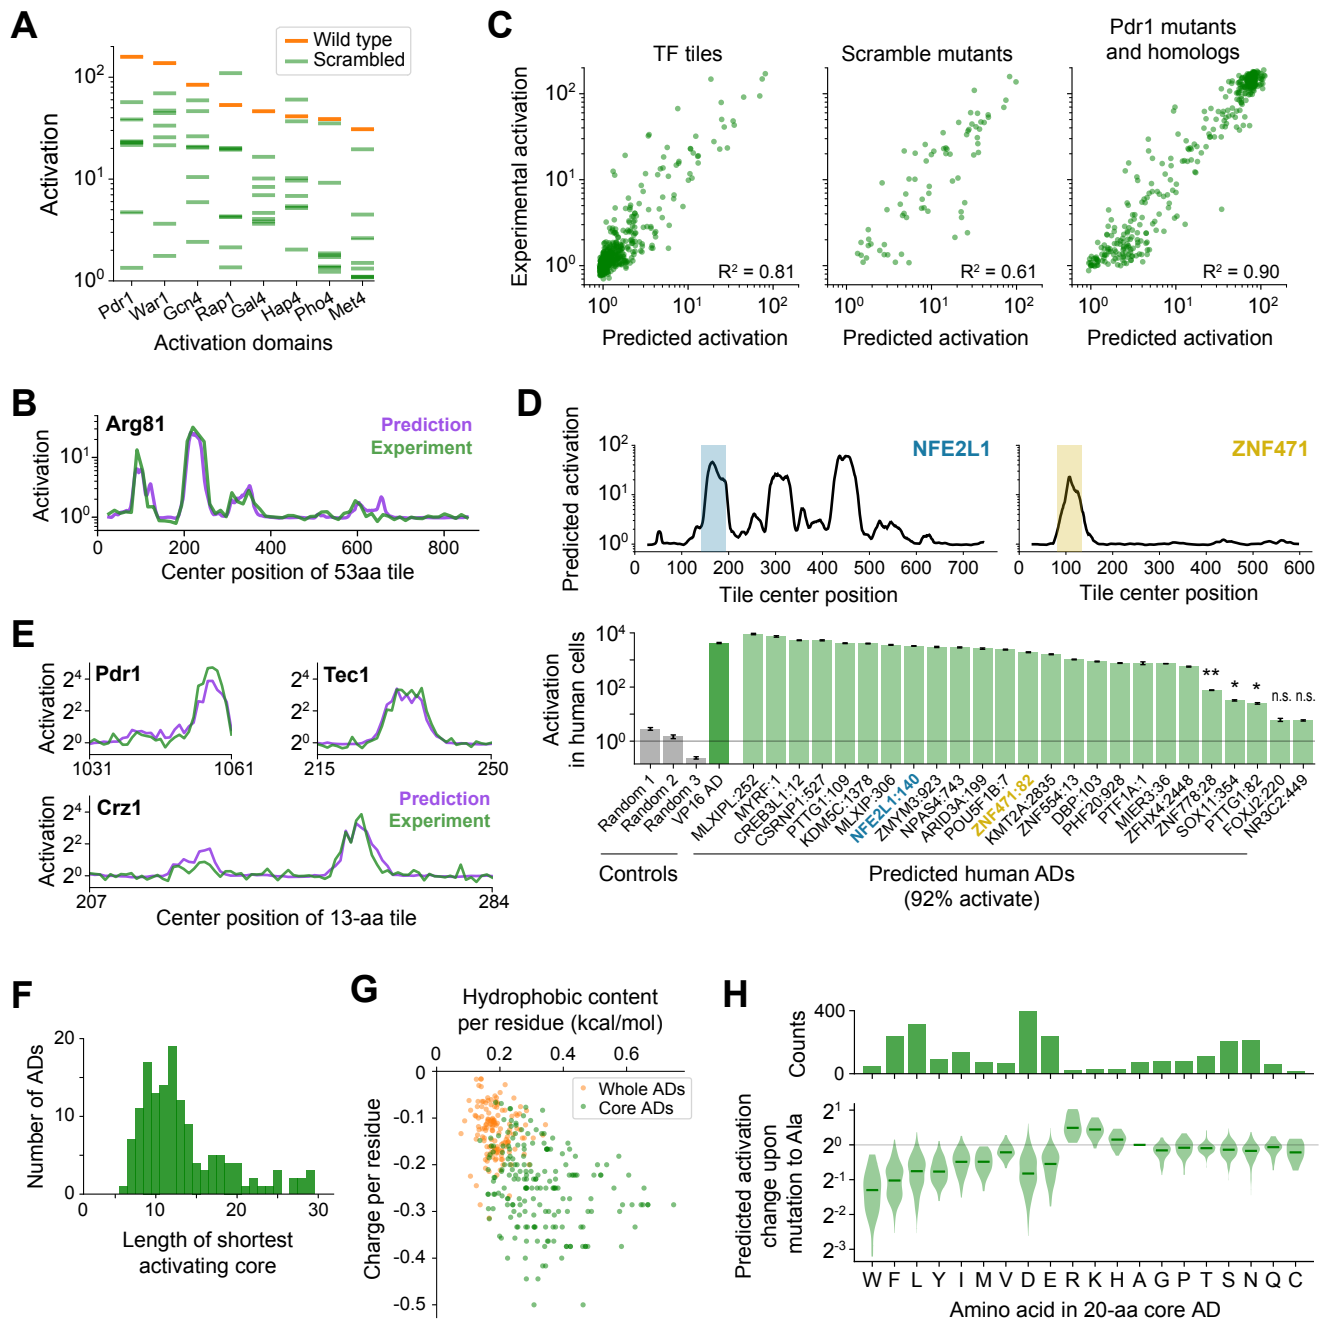 A
Wild type
Scrambled
10²
10¹
10⁰
Activation
Pdr1
War1
Gcn4
Rap1
Gal4
Hap4
Pho4
Met4
Activation domains
C
TF tiles
Scramble mutants
Pdr1 mutants
and homologs
Experimental activation
10²
10¹
10⁰
R² = 0.81
R² = 0.61
R² = 0.90
10⁰ 10¹ 10²
10⁰ 10¹ 10²
10⁰ 10¹ 10²
Predicted activation
Predicted activation
Predicted activation
B
Arg81
Prediction
Experiment
Activation
10¹
10⁰
0 200 400 600 800
Center position of 53aa tile
D
Predicted activation
10²
10¹
10⁰
NFE2L1
ZNF471
0 100 200 300 400 500 600 700
0 100 200 300 400 500 600
Tile center position
Tile center position
Activation
in human cells
10⁴
10²
10⁰
**
*
*
n.s.
n.s.
Random 1
Random 2
Random 3
VP16 AD
MLXIPL:252
MYRF:1
CREB3L1:12
CSRNP1:527
PTTG1:109
KDM5C:1378
MLXIP:306
NFE2L1:140
ZMYM3:923
NPAS4:743
ARID3A:199
POU5F1B:7
ZNF471:82
KMT2A:2835
ZNF554:13
DBP:103
PHF20:928
PTF1A:1
MIER3:36
ZFHX4:2448
ZNF778:28
SOX11:354
PTTG1:82
FOXJ2:220
NR3C2:449
Controls
Predicted human ADs
(92% activate)
E
Pdr1
Activation
2⁴
2²
2⁰
1031 1061
Tec1
2⁴
2²
2⁰
215 250
Crz1
Prediction
Experiment
Activation
2⁴
2²
2⁰
207 284
Center position of 13-aa tile
F
Number of ADs
20
10
0
0 10 20 30
Length of shortest
activating core
G
Hydrophobic content
per residue (kcal/mol)
0 0.2 0.4 0.6
Whole ADs
Core ADs
Charge per residue
0
-0.1
-0.2
-0.3
-0.4
-0.5
H
Counts
400
0
Predicted activation
change upon
mutation to Ala
2¹
2⁰
2⁻¹
2⁻²
2⁻³
W F L Y I M V D E R K H A G P T S N Q C
Amino acid in 20-aa core AD